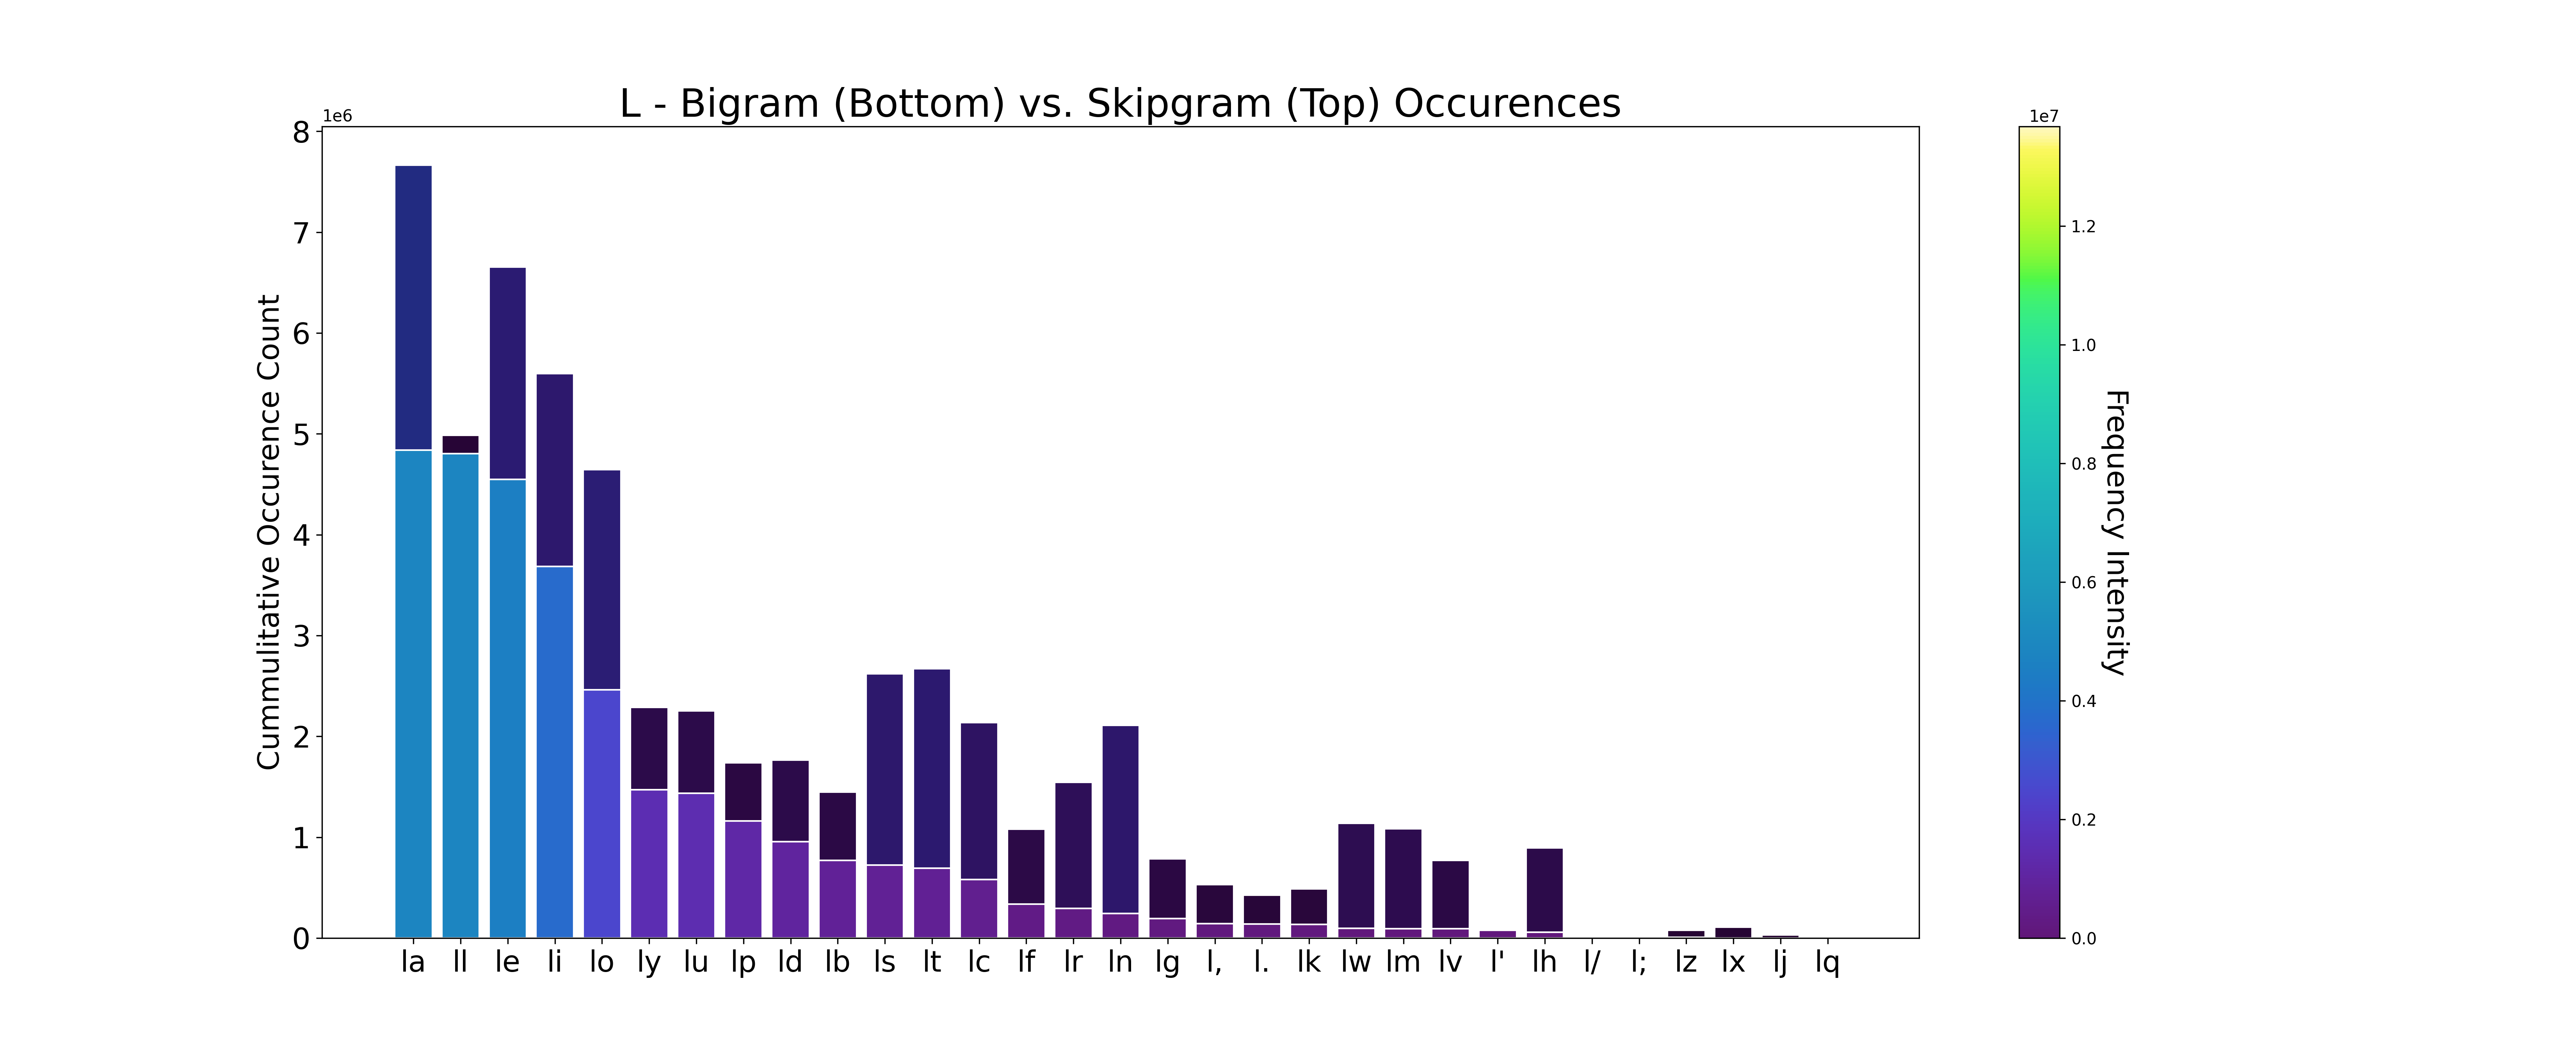 L - Bigram (Bottom) vs. Skipgram (Top) Occurences
1e6
8
7
6
5
4
3
2
1
0
Cummulitative Occurence Count
la ll le li lo ly lu lp ld lb ls lt lc lf lr ln lg l, l. lk lw lm lv l' lh l/ l; lz lx lj lq
1e7
1.2
1.0
0.8
0.6
0.4
0.2
0.0
Frequency Intensity